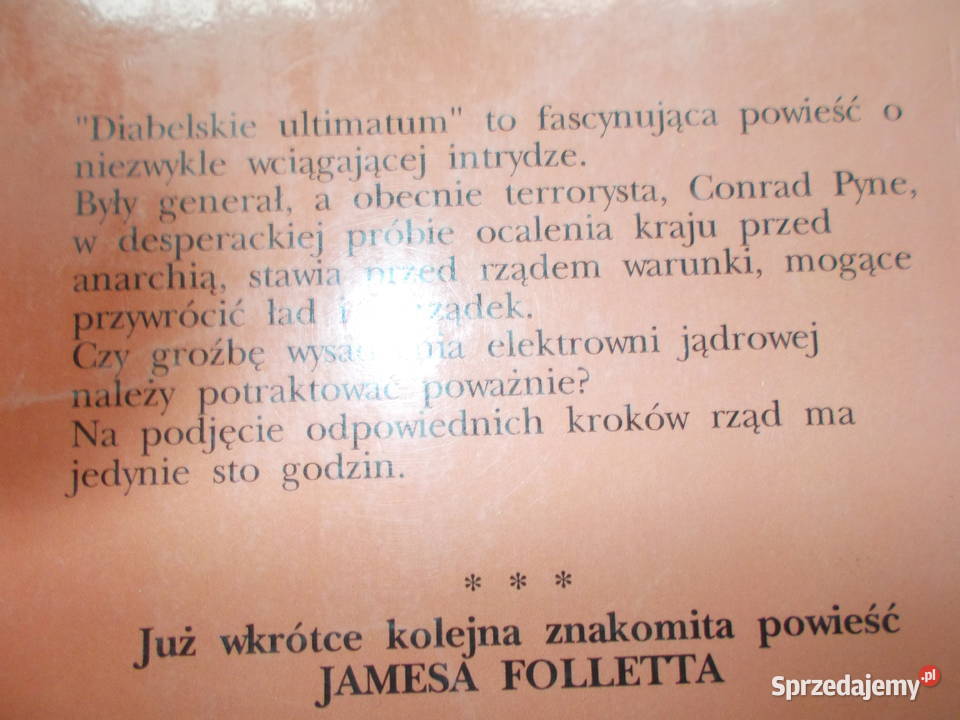 "Diabelskie ultimatum" to fascynująca powieść o
niezwykle wciągającej intrydze.
Były generał, a obecnie terrorysta, Conrad Pyne,
w desperackiej próbie ocalenia kraju przed
anarchią, stawia przed rządem warunki, mogące
przywrócić ład i
Czy groźbę elektrowni jądrowej
należy potraktować poważnie?
Na podjęcie odpowiednich kroków rząd ma
jedynie sto godzin.
* * *
Już wkrótce kolejna znakomita powieść
JAMESA FOLLETTA
Sprzedajemy.pl